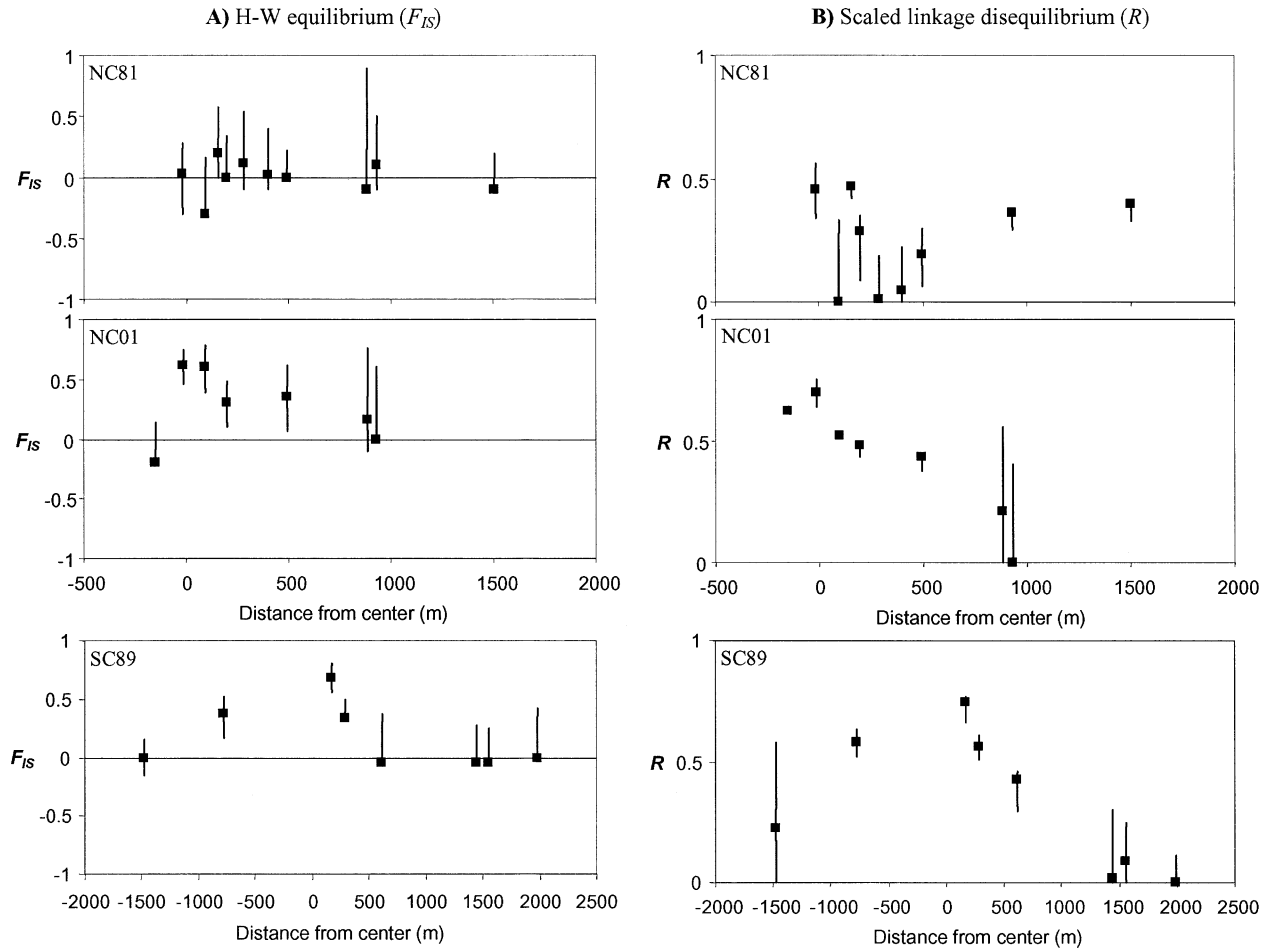 A) H-W equilibrium (FIS)
NC81
1
0.5
FIS 0
-0.5
-1
NC01
1
0.5
FIS 0
-0.5
-1
-500 0 500 1000 1500 2000
Distance from center (m)
SC89
1
0.5
FIS 0
-0.5
-1
-2000 -1500 -1000 -500 0 500 1000 1500 2000 2500
Distance from center (m)
B) Scaled linkage disequilibrium (R)
NC81
1
R 0.5
0
NC01
1
R 0.5
0
-500 0 500 1000 1500 2000
Distance from center (m)
SC89
1
R 0.5
0
-2000 -1500 -1000 -500 0 500 1000 1500 2000 2500
Distance from center (m)